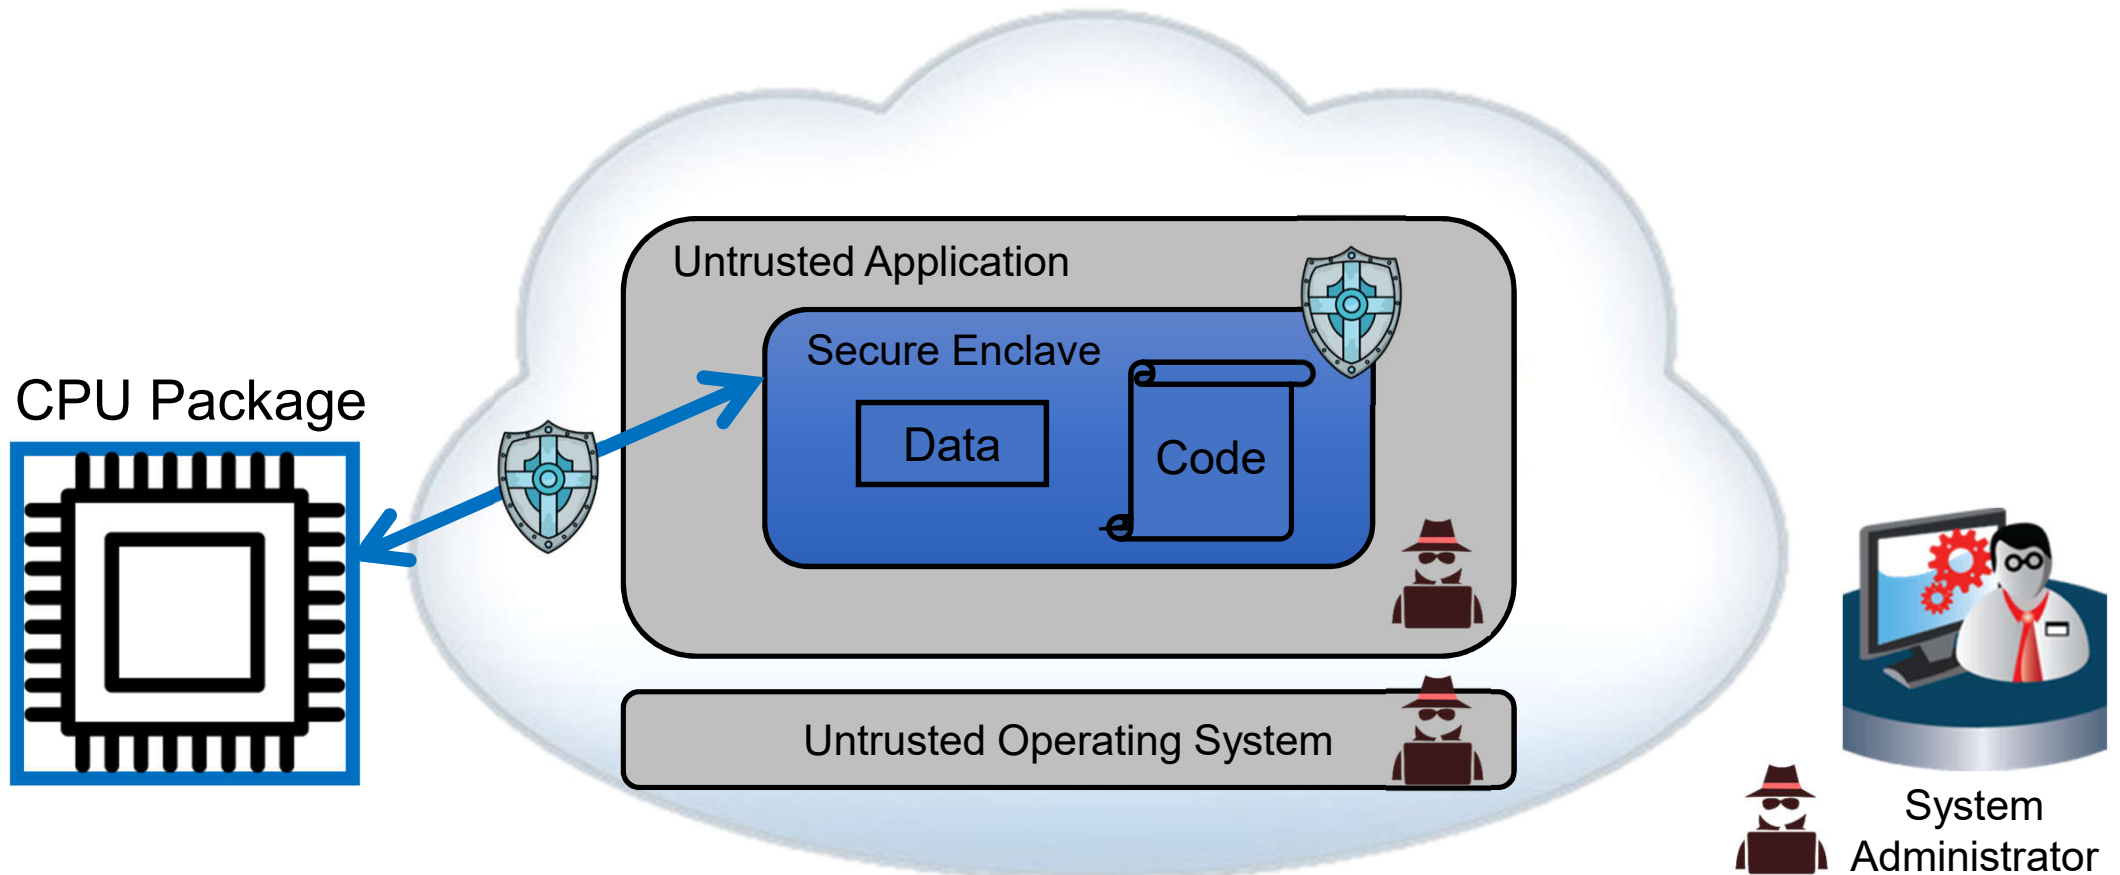 Untrusted Application
Secure Enclave
CPU Package
Data
Code
Untrusted Operating System
System
Administrator